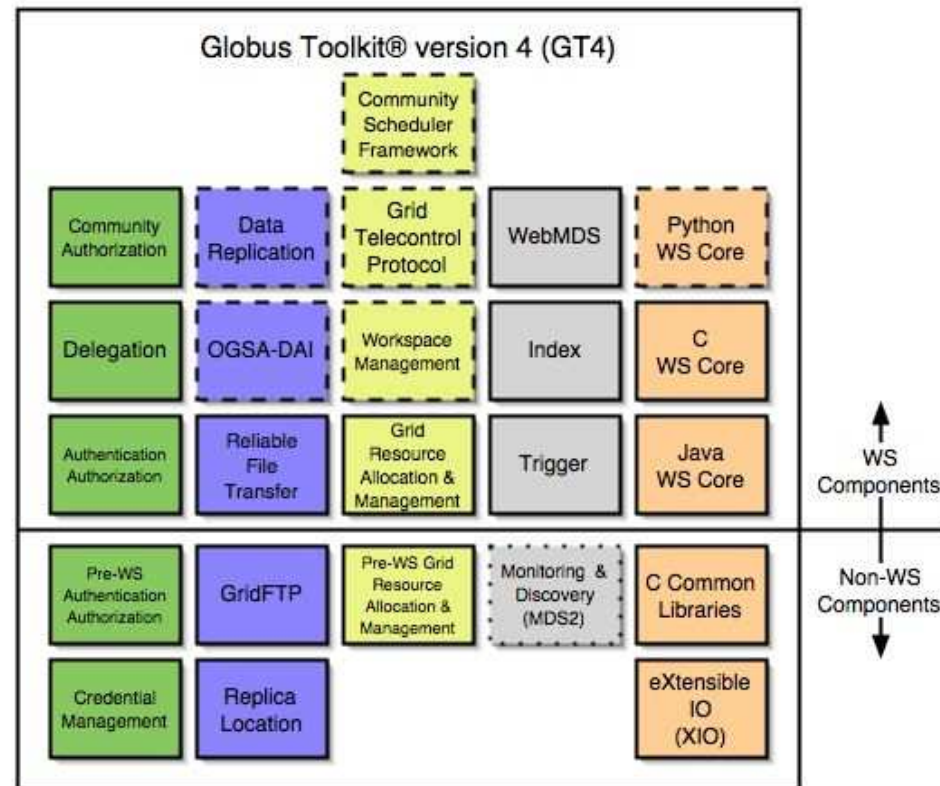 Globus Toolkit® version 4 (GT4)
Community
Scheduler
Framework
Community
Authorization
Data
Replication
Grid
Telecontrol
Protocol
WebMDS
Python
WS Core
Delegation
OGSA-DAI
Workspace
Management
Index
C
WS Core
Authentication
Authorization
Reliable
File
Transfer
Grid
Resource
Allocation &
Management
Trigger
Java
WS Core
WS
Components
Pre-WS
Authentication
Authorization
GridFTP
Pre-WS Grid
Resource
Allocation &
Management
Monitoring &
Discovery
(MDS2)
C Common
Libraries
Non-WS
Components
Credential
Management
Replica
Location
eXtensible
IO
(XIO)